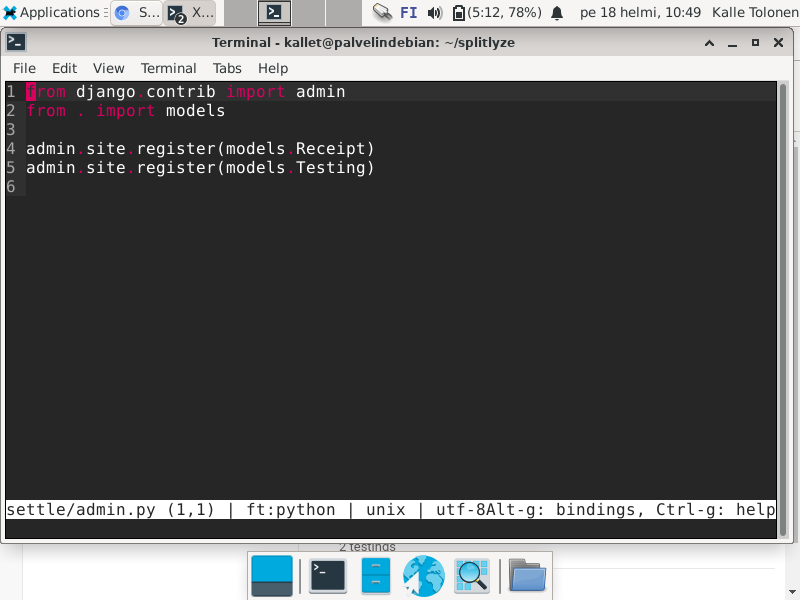 Applications S... X... 2 FI (5:12, 78%) pe 18 helmi, 10:49 Kalle Tolonen
Terminal - kallet@palvelindebian: ~/splitlyze
File Edit View Terminal Tabs Help
1 from django.contrib import admin
2 from . import models
3
4 admin.site.register(models.Receipt)
5 admin.site.register(models.Testing)
6
settle/admin.py (1,1) | ft:python | unix | utf-8Alt-g: bindings, Ctrl-g: help
2 testings